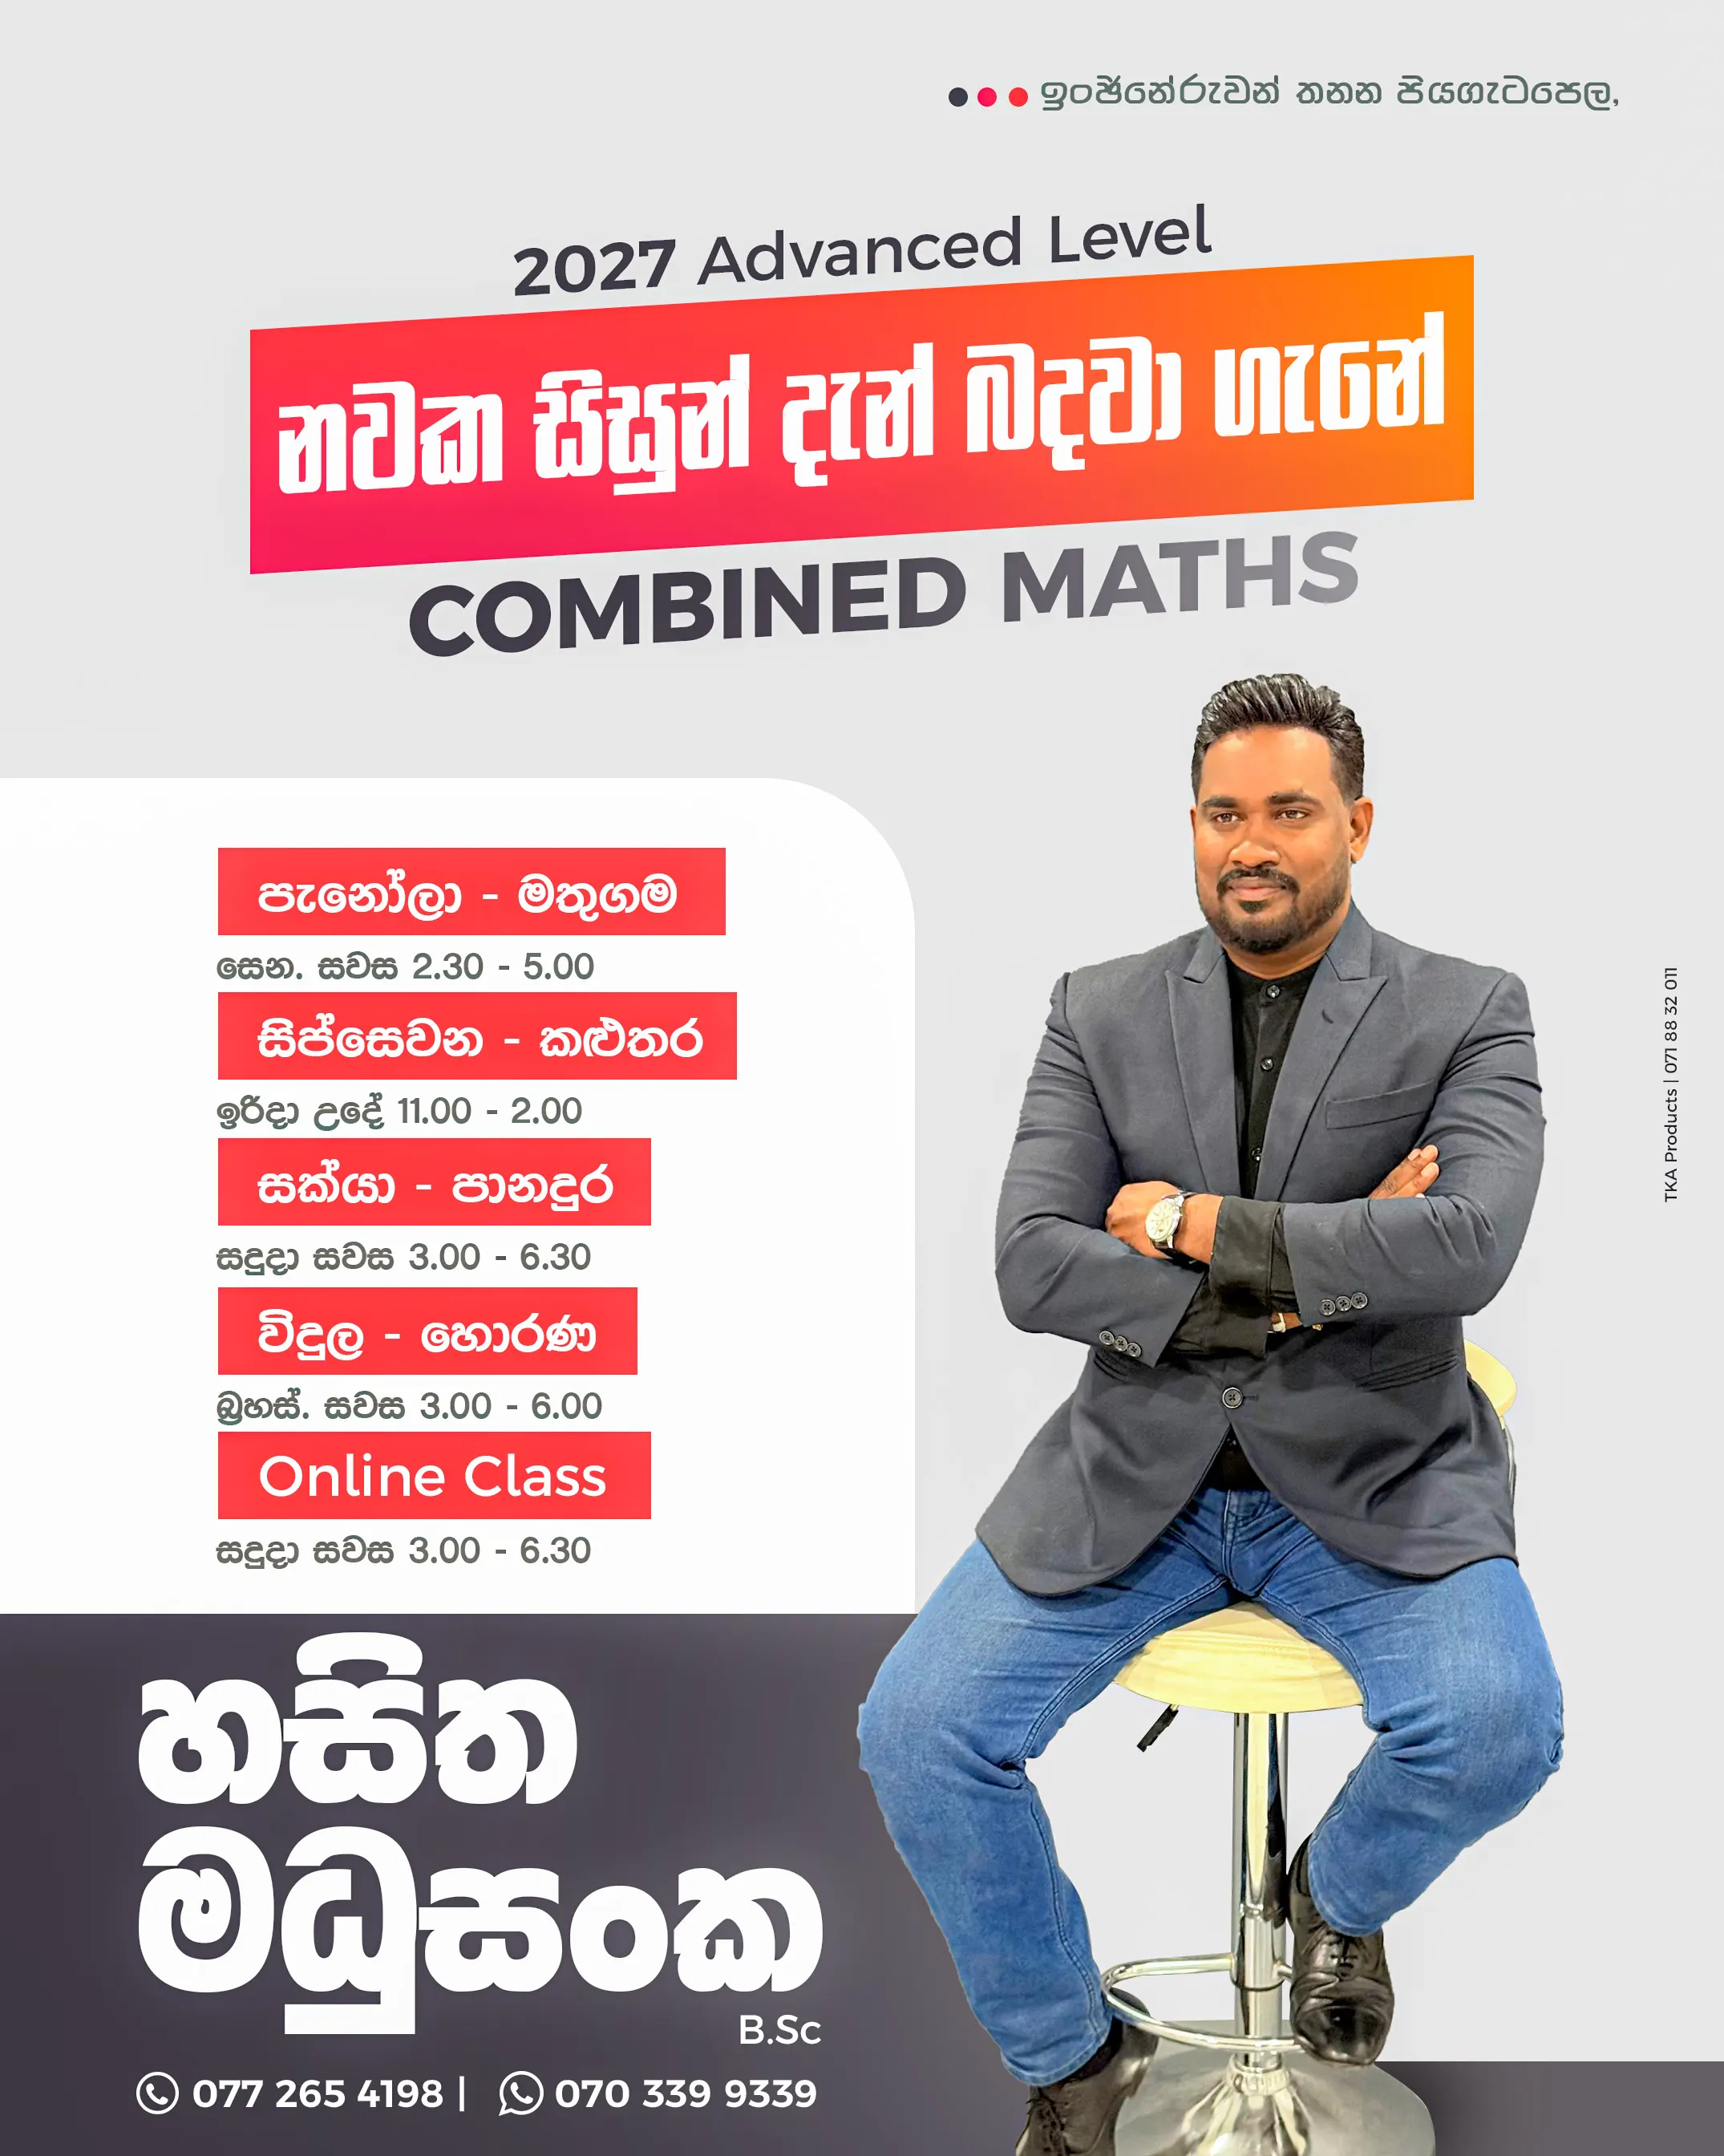 ඉංඡිනේරුවන් තනන පියගැටපෙල,
2027 Advanced Level
නවක සිසුන් දැන් බදවා ගැනේ
COMBINED MATHS
පැනෝලා - මතුගම
සෙන. සවස 2.30 - 5.00
සිප්සෙවන - කළුතර
ඉරිදා උදේ 11.00 - 2.00
සක්යා - පානදුර
සඳුදා සවස 3.00 - 6.30
විදුල - හොරණ
බ්‍රහස්. සවස 3.00 - 6.00
Online Class
සඳුදා සවස 3.00 - 6.30
TKA Products | 071 88 32 011
හසිත
මධුසංක
B.Sc
077 265 4198 | 070 339 9339